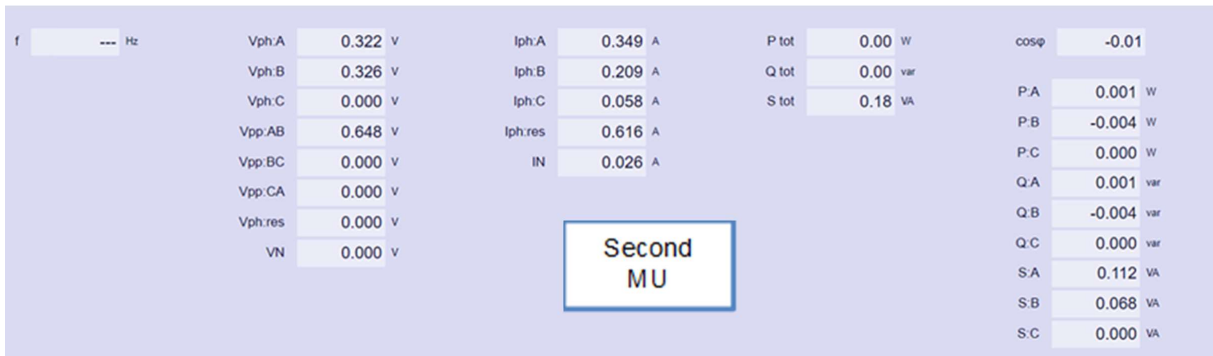 f --- Hz
Vph:A 0.322 V
Vph:B 0.326 V
Vph:C 0.000 V
Vpp:AB 0.648 V
Vpp:BC 0.000 V
Vpp:CA 0.000 V
Vph:res 0.000 V
VN 0.000 V
Iph:A 0.349 A
Iph:B 0.209 A
Iph:C 0.058 A
Iph:res 0.616 A
IN 0.026 A
Second
MU
P tot 0.00 W
Q tot 0.00 var
S tot 0.18 VA
cosφ -0.01
P:A 0.001 W
P:B -0.004 W
P:C 0.000 W
Q:A 0.001 var
Q:B -0.004 var
Q:C 0.000 var
S:A 0.112 VA
S:B 0.068 VA
S:C 0.000 VA